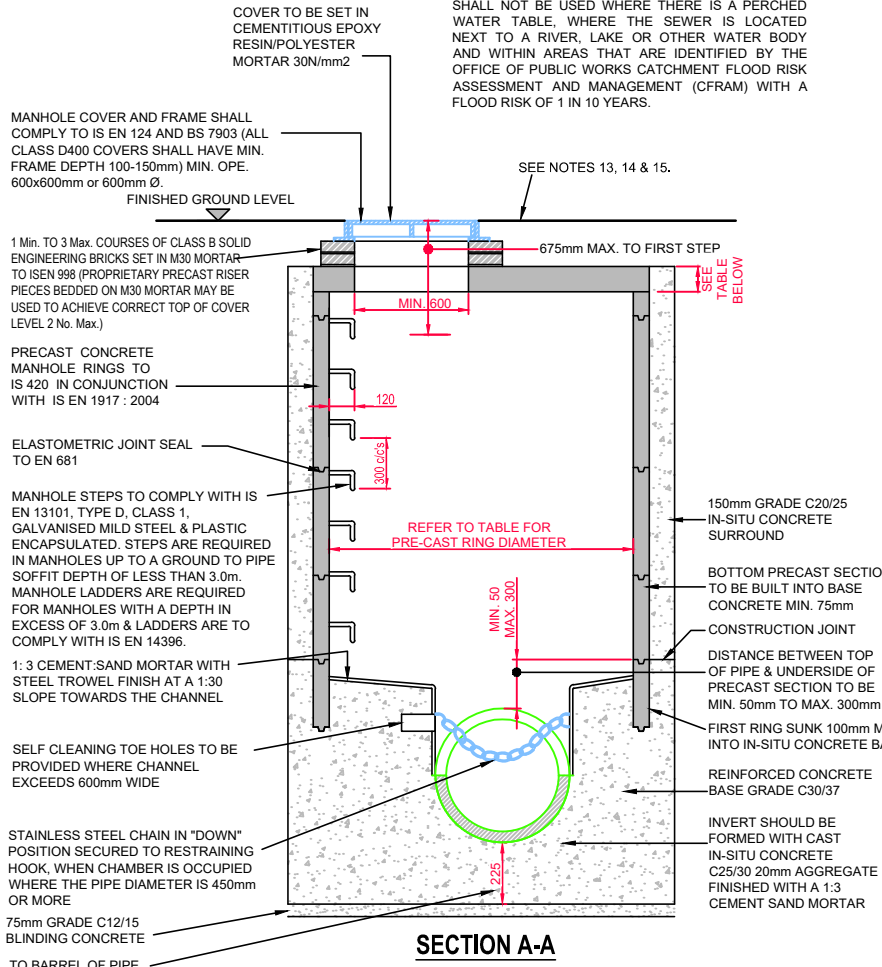 COVER TO BE SET IN
CEMENTITIOUS EPOXY
RESIN/POLYESTER
MORTAR 30N/mm2
SHALL NOT BE USED WHERE THERE IS A PERCHED
WATER TABLE, WHERE THE SEWER IS LOCATED
NEXT TO A RIVER, LAKE OR OTHER WATER BODY
AND WITHIN AREAS THAT ARE IDENTIFIED BY THE
OFFICE OF PUBLIC WORKS CATCHMENT FLOOD RISK
ASSESSMENT AND MANAGEMENT (CFRAM) WITH A
FLOOD RISK OF 1 IN 10 YEARS.
MANHOLE COVER AND FRAME SHALL
COMPLY TO IS EN 124 AND BS 7903 (ALL
CLASS D400 COVERS SHALL HAVE MIN.
FRAME DEPTH 100-150mm) MIN. OPE.
600x600mm or 600mm Ø.
FINISHED GROUND LEVEL
SEE NOTES 13, 14 & 15.
1 Min. TO 3 Max. COURSES OF CLASS B SOLID
ENGINEERING BRICKS SET IN M30 MORTAR
TO ISEN 998 (PROPRIETARY PRECAST RISER
PIECES BEDDED ON M30 MORTAR MAY BE
USED TO ACHIEVE CORRECT TOP OF COVER
LEVEL 2 No. Max.)
675mm MAX. TO FIRST STEP
SEE
TABLE
BELOW
MIN. 600
PRECAST CONCRETE
MANHOLE RINGS TO
IS 420 IN CONJUNCTION
WITH IS EN 1917 : 2004
120
300 c/c's
ELASTOMETRIC JOINT SEAL
TO EN 681
MANHOLE STEPS TO COMPLY WITH IS
EN 13101, TYPE D, CLASS 1,
GALVANISED MILD STEEL & PLASTIC
ENCAPSULATED. STEPS ARE REQUIRED
IN MANHOLES UP TO A GROUND TO PIPE
SOFFIT DEPTH OF LESS THAN 3.0m.
MANHOLE LADDERS ARE REQUIRED
FOR MANHOLES WITH A DEPTH IN
EXCESS OF 3.0m & LADDERS ARE TO
COMPLY WITH IS EN 14396.
REFER TO TABLE FOR
PRE-CAST RING DIAMETER
MIN. 50
MAX. 300
150mm GRADE C20/25
IN-SITU CONCRETE
SURROUND
BOTTOM PRECAST SECTIO
TO BE BUILT INTO BASE
CONCRETE MIN. 75mm
CONSTRUCTION JOINT
DISTANCE BETWEEN TOP
OF PIPE & UNDERSIDE OF
PRECAST SECTION TO BE
MIN. 50mm TO MAX. 300mm
FIRST RING SUNK 100mm M
INTO IN-SITU CONCRETE BA
REINFORCED CONCRETE
BASE GRADE C30/37
INVERT SHOULD BE
FORMED WITH CAST
IN-SITU CONCRETE
C25/30 20mm AGGREGATE
FINISHED WITH A 1:3
CEMENT SAND MORTAR
1: 3 CEMENT:SAND MORTAR WITH
STEEL TROWEL FINISH AT A 1:30
SLOPE TOWARDS THE CHANNEL
SELF CLEANING TOE HOLES TO BE
PROVIDED WHERE CHANNEL
EXCEEDS 600mm WIDE
STAINLESS STEEL CHAIN IN "DOWN"
POSITION SECURED TO RESTRAINING
HOOK, WHEN CHAMBER IS OCCUPIED
WHERE THE PIPE DIAMETER IS 450mm
OR MORE
225
75mm GRADE C12/15
BLINDING CONCRETE
TO BARREL OF PIPE
SECTION A-A